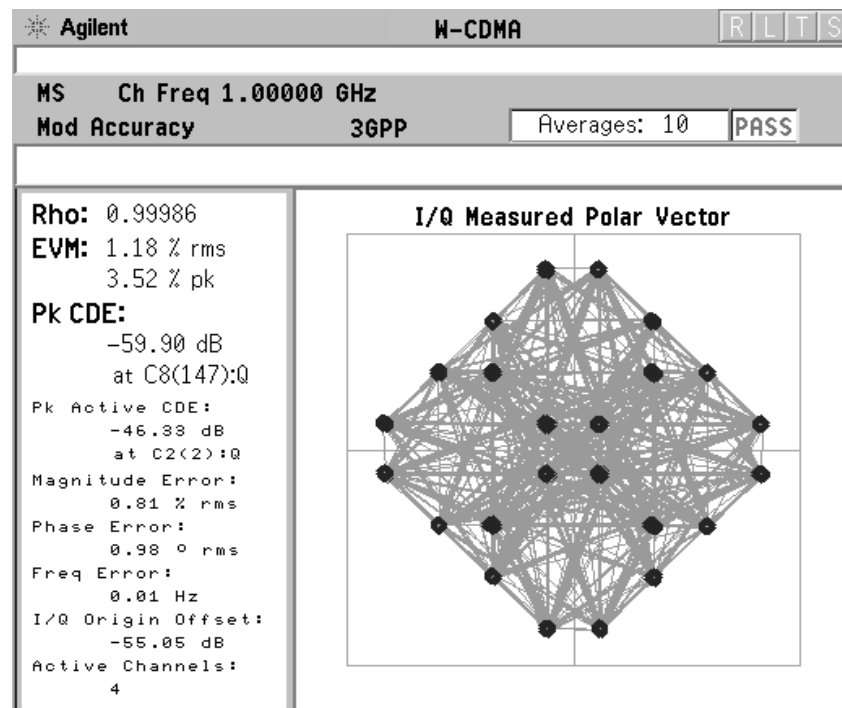 Agilent W-CDMA R L T S
MS Ch Freq 1.00000 GHz
Mod Accuracy 3GPP Averages: 10 PASS
Rho: 0.99986
EVM: 1.18 % rms
3.52 % pk
Pk CDE:
-59.90 dB
at C8(147):Q
Pk Active CDE:
-46.33 dB
at C2(2):Q
Magnitude Error:
0.81 % rms
Phase Error:
0.98 º rms
Freq Error:
0.01 Hz
I/Q Origin Offset:
-55.05 dB
Active Channels:
4
I/Q Measured Polar Vector